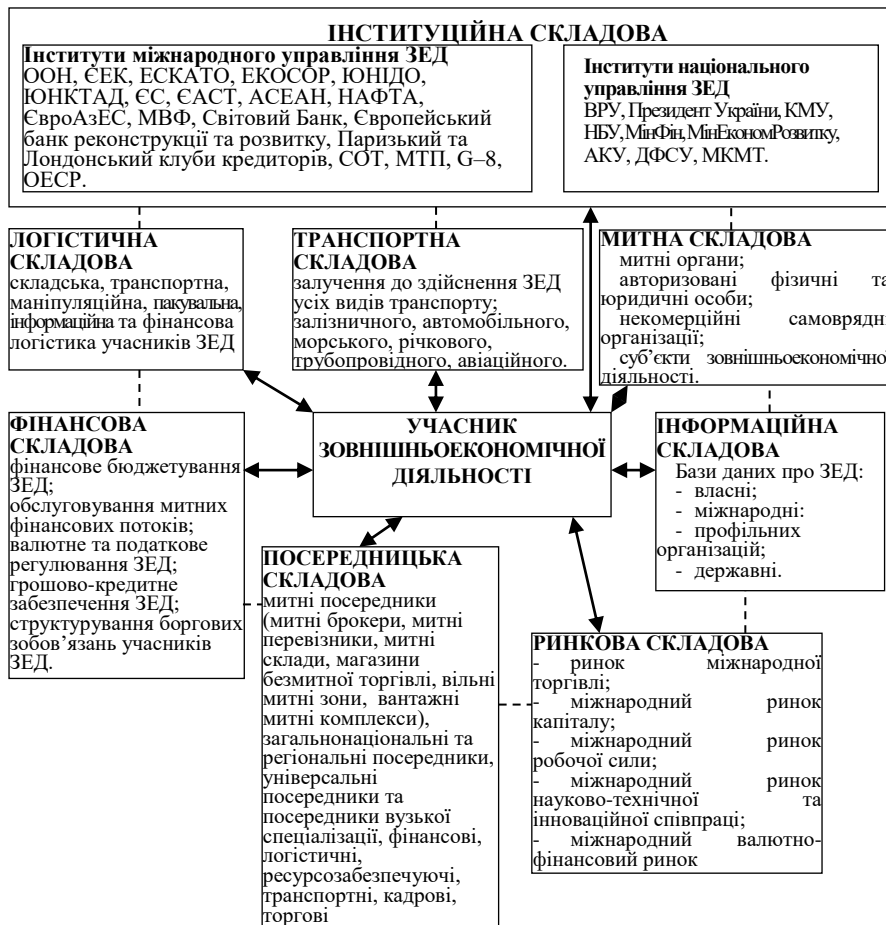 ІНСТИТУЦІЙНА СКЛАДОВА
Інститути міжнародного управління ЗЕД
ООН, ЄЕК, ЕСКАТО, ЕКОСОР, ЮНІДО,
ЮНКТАД, ЄС, ЄАСТ, АСЕАН, НАФТА,
ЄвроАзЕС, МВФ, Світовий Банк, Європейський
банк реконструкції та розвитку, Паризький та
Лондонський клуби кредиторів, СОТ, МТП, G–8,
ОЕСР.
Інститути національного
управління ЗЕД
ВРУ, Президент України, КМУ,
НБУ, МінФін, МінЕкономРозвитку,
АКУ, ДФСУ, МКМТ.
ЛОГІСТИЧНА
СКЛАДОВА
складська, транспортна,
маніпуляційна, пакувальна,
інформаційна та фінансова
логістика учасників ЗЕД
ТРАНСПОРТНА
СКЛАДОВА
залучення до здійснення ЗЕД
усіх видів транспорту;
залізничного, автомобільного,
морського, річкового,
трубопровідного, авіаційного.
МИТНА СКЛАДОВА
митні органи;
авторизовані фізичні та
юридичні особи;
некомерційні самоврядні
організації;
суб’єкти зовнішньоекономічної
діяльності.
ФІНАНСОВА
СКЛАДОВА
фінансове бюджетування
ЗЕД;
обслуговування митних
фінансових потоків;
валютне та податкове
регулювання ЗЕД;
грошово-кредитне
забезпечення ЗЕД;
структурування боргових
зобов’язань учасників
ЗЕД.
УЧАСНИК
ЗОВНІШНЬОЕКОНОМІЧНОЇ
ДІЯЛЬНОСТІ
ІНФОРМАЦІЙНА
СКЛАДОВА
Бази даних про ЗЕД:
- власні;
- міжнародні:
- профільних
організацій;
- державні.
ПОСЕРЕДНИЦЬКА
СКЛАДОВА
митні посередники
(митні брокери, митні
перевізники, митні
склади, магазини
безмитної торгівлі, вільні
митні зони, вантажні
митні комплекси),
загальнонаціональні та
регіональні посередники,
універсальні
посередники та
посередники вузької
спеціалізації, фінансові,
логістичні,
ресурсозабезпечуючі,
транспортні, кадрові,
торгові
РИНКОВА СКЛАДОВА
- ринок міжнародної
торгівлі;
- міжнародний ринок
капіталу;
- міжнародний ринок
робочої сили;
- міжнародний ринок
науково-технічної та
інноваційної співпраці;
- міжнародний валютно-
фінансовий ринок